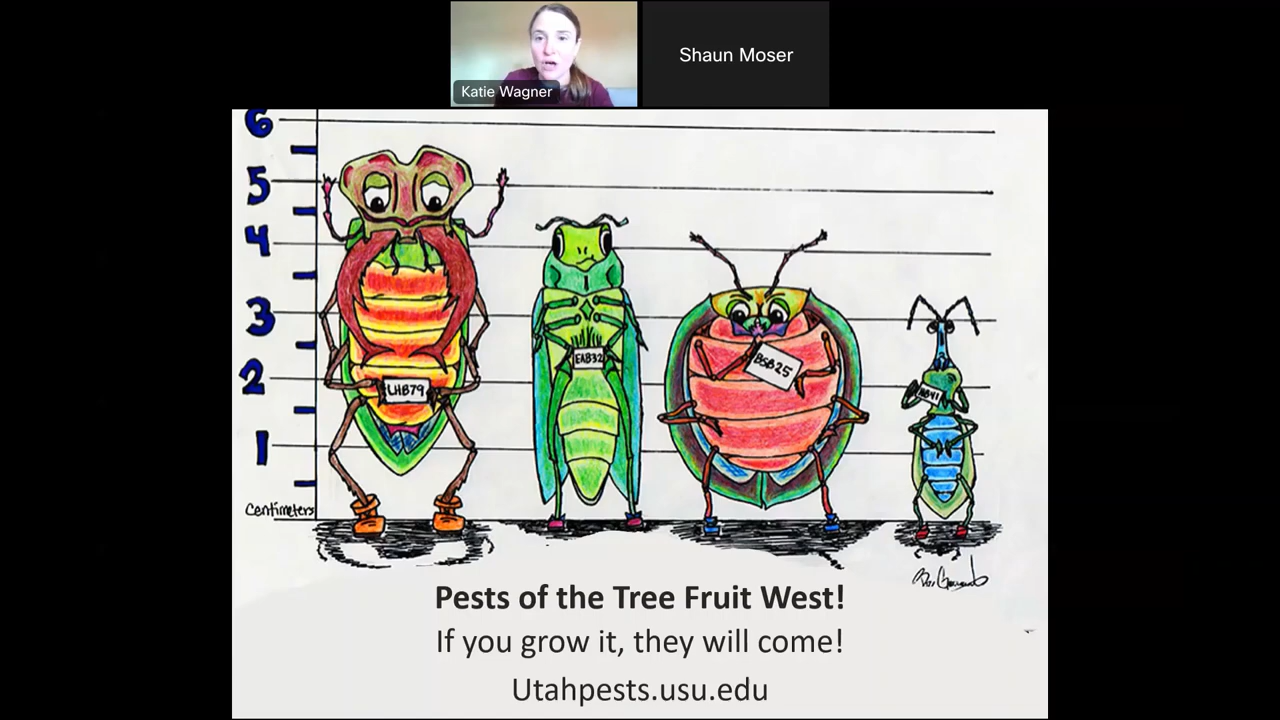 Katie Wagner
Shaun Moser
6
5
4
3
2
1
Centimeters
LHB79
EAB32
BSB25
Pests of the Tree Fruit West!
If you grow it, they will come!
Utahpests.usu.edu